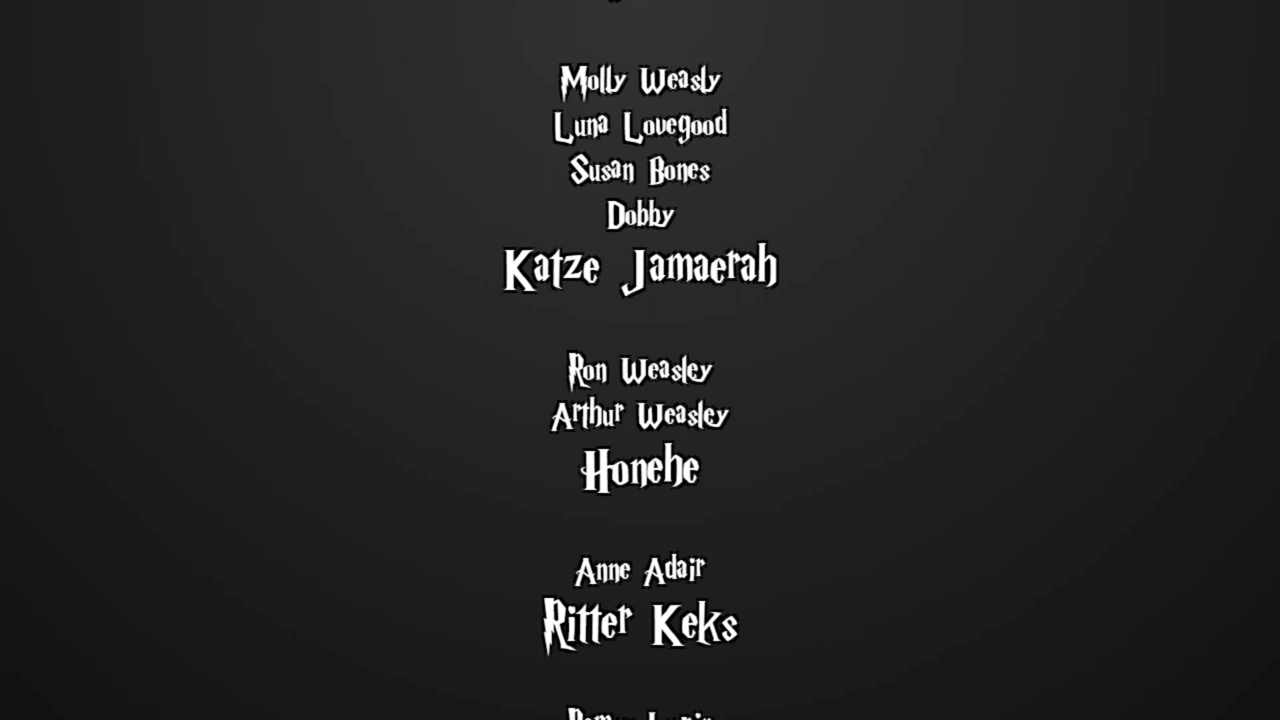 Molly Weasly
Luna Lovegood
Susan Bones
Dobby
Katze Jamaerah
Ron Weasley
Arthur Weasley
Honehe
Anne Adair
Ritter Keks